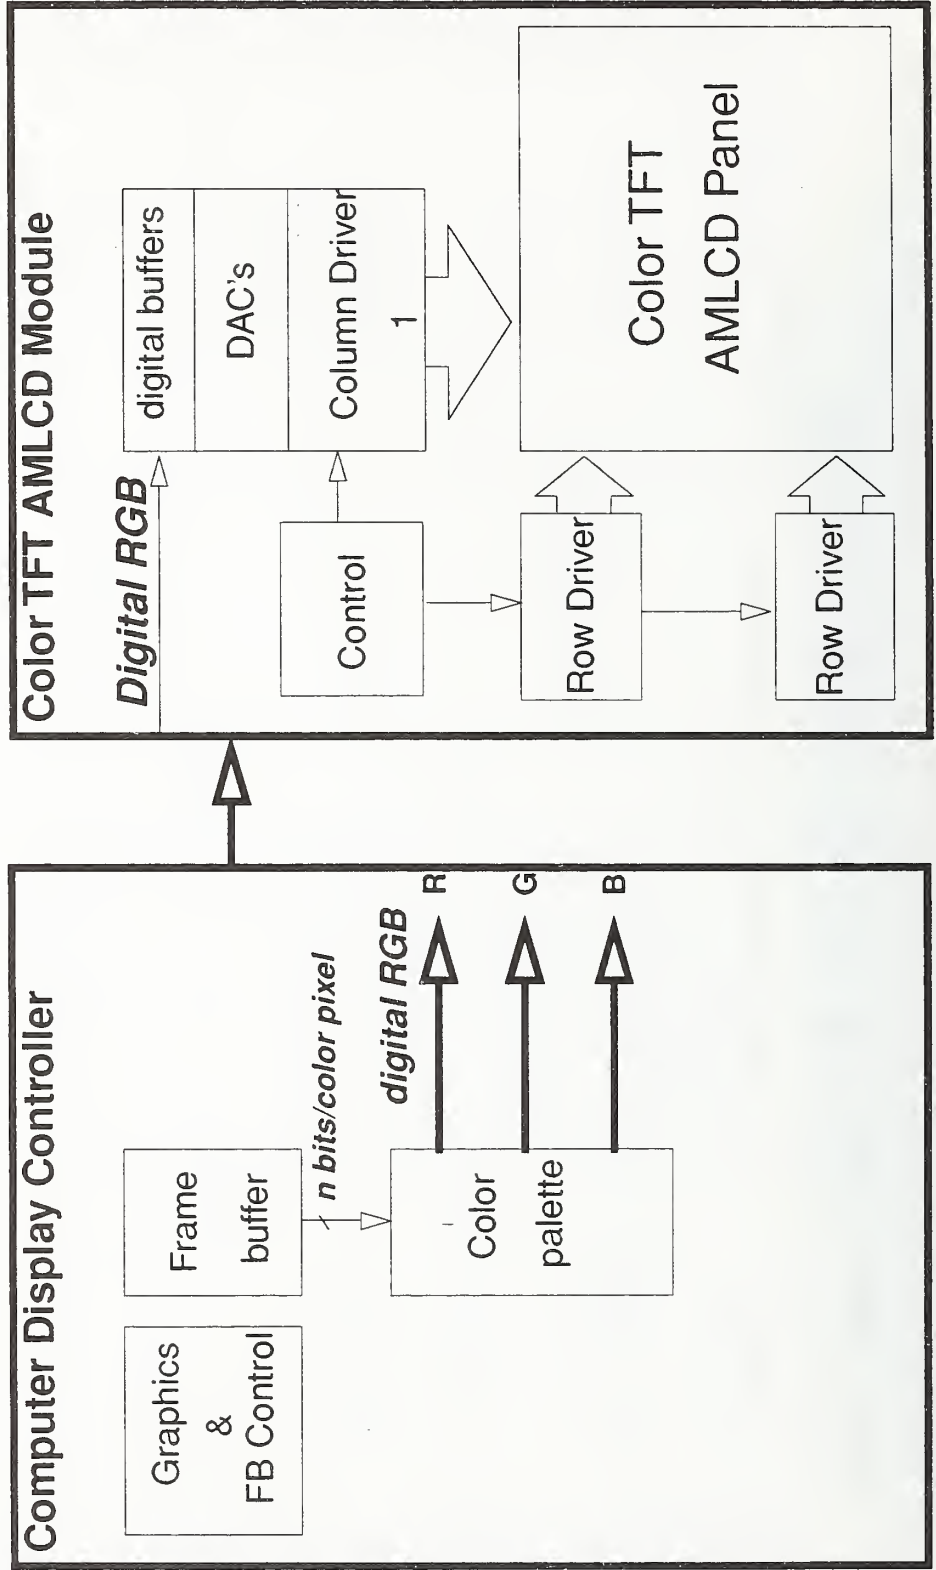 Computer Display Controller
Graphics
&
FB Control
Frame
buffer
n bits/color pixel
Color
palette
digital RGB
R
G
B
Color TFT AMLCD Module
Digital RGB
digital buffers
DAC's
Column Driver
1
Control
Row Driver
Row Driver
Color TFT
AMLCD Panel